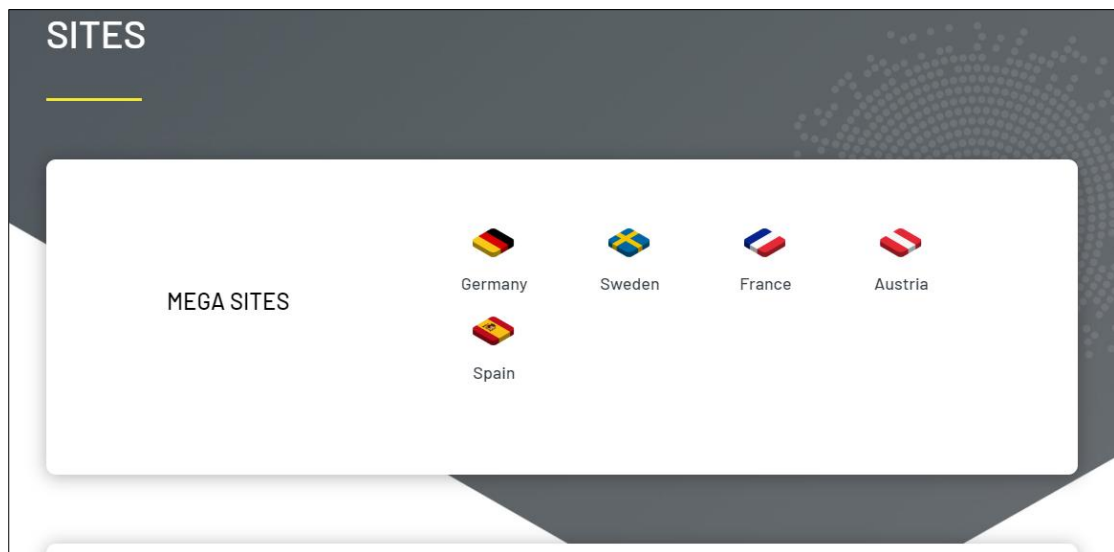 SITES
MEGA SITES
Germany
Sweden
France
Austria
Spain